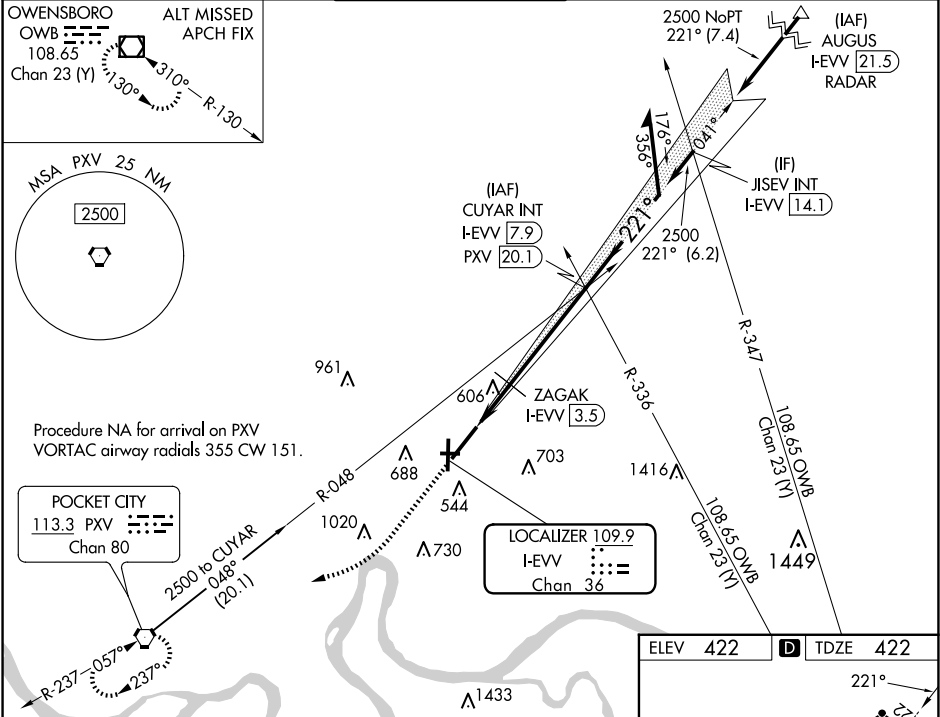 OWENSBORO
OWB
108.65
Chan 23 (Y)
ALT MISSED
APCH FIX
310°
130°
R-130
MSA PXV 25 NM
2500
2500 NoPT
221° (7.4)
(IAF)
AUGUS
I-EVV 21.5
RADAR
176°
356°
041°
(IF)
JISEV INT
I-EVV 14.1
(IAF)
CUYAR INT
I-EVV 7.9
PXV 20.1
221°
2500
221° (6.2)
R-347
108.65 OWB
Chan 23 (Y)
R-336
108.65 OWB
Chan 23 (Y)
961
606
ZAGAK
I-EVV 3.5
Procedure NA for arrival on PXV
VORTAC airway radials 355 CW 151.
688
703
1416
544
1020
730
1449
POCKET CITY
113.3 PXV
Chan 80
R-048
2500 to CUYAR
048°
(20.1)
LOCALIZER 109.9
I-EVV
Chan 36
R-237
057°
237°
1433
ELEV 422
D
TDZE 422
221°